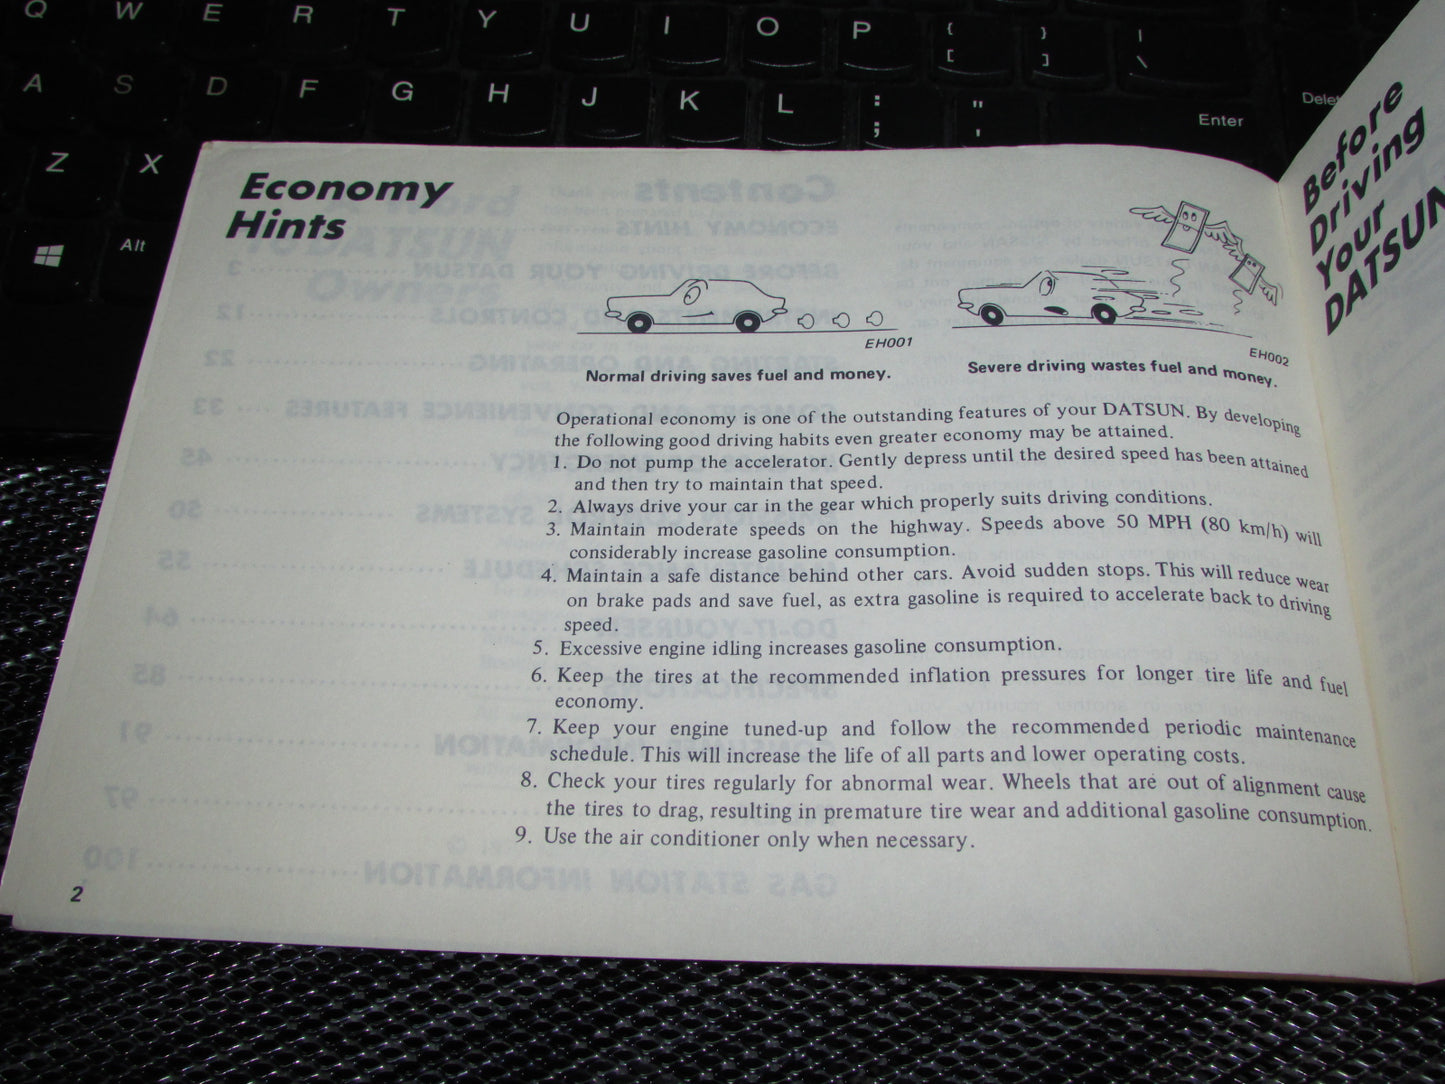 Q W E R T Y U I O P { [ } ] | \
A S D F G H J K L : ; " ' Enter Delete
Z X
Alt
Economy
Hints
EH001
Normal driving saves fuel and money.
EH002
Severe driving wastes fuel and money.
Operational economy is one of the outstanding features of your DATSUN. By developing
the following good driving habits even greater economy may be attained.
1. Do not pump the accelerator. Gently depress until the desired speed has been attained
and then try to maintain that speed.
2. Always drive your car in the gear which properly suits driving conditions.
3. Maintain moderate speeds on the highway. Speeds above 50 MPH (80 km/h) will
considerably increase gasoline consumption.
4. Maintain a safe distance behind other cars. Avoid sudden stops. This will reduce wear
on brake pads and save fuel, as extra gasoline is required to accelerate back to driving
speed.
5. Excessive engine idling increases gasoline consumption.
6. Keep the tires at the recommended inflation pressures for longer tire life and fuel
economy.
7. Keep your engine tuned-up and follow the recommended periodic maintenance
schedule. This will increase the life of all parts and lower operating costs.
8. Check your tires regularly for abnormal wear. Wheels that are out of alignment cause
the tires to drag, resulting in premature tire wear and additional gasoline consumption.
9. Use the air conditioner only when necessary.
2
Before
Driving
Your
DATSUN